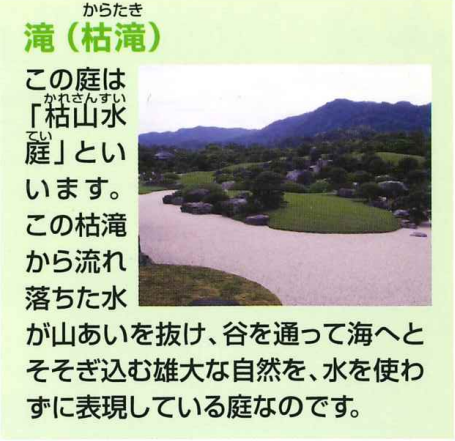 からたき
滝（枯滝）
この庭は
かれさんすい
「枯山水
てい
庭」とい
います。
この枯滝
から流れ
落ちた水
が山あいを抜け、谷を通って海へと
そそぎ込む雄大な自然を、水を使わ
ずに表現している庭なのです。